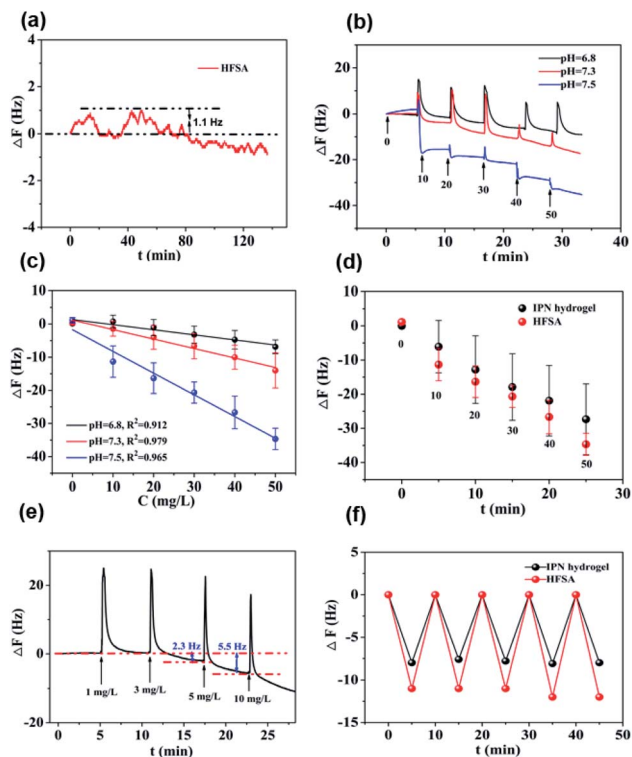 (a)
HFSA
1.1 Hz
4
2
0
-2
-4
△F (Hz)
0 40 80 120
t (min)
(b)
pH=6.8
pH=7.3
pH=7.5
40
20
0
-20
-40
△F (Hz)
0
10
20
30
40
50
0 10 20 30 40
t (min)
(c)
10
5
0
-5
-10
-15
-20
-25
-30
-35
-40
△F (Hz)
pH=6.8, R²=0.912
pH=7.3, R²=0.979
pH=7.5, R²=0.965
0 10 20 30 40 50
C (mg/L)
(d)
IPN hydrogel
HFSA
10
0
-10
-20
-30
-40
△F (Hz)
0
10
20
30
40
50
0 5 10 15 20 25 30
t (min)
(e)
20
0
-20
△F (Hz)
2.3 Hz
5.5 Hz
1 mg/L
3 mg/L
5 mg/L
10 mg/L
0 5 10 15 20 25
t (min)
(f)
IPN hydrogel
HFSA
5
0
-5
-10
-15
△ F (Hz)
0 10 20 30 40 50
t (min)